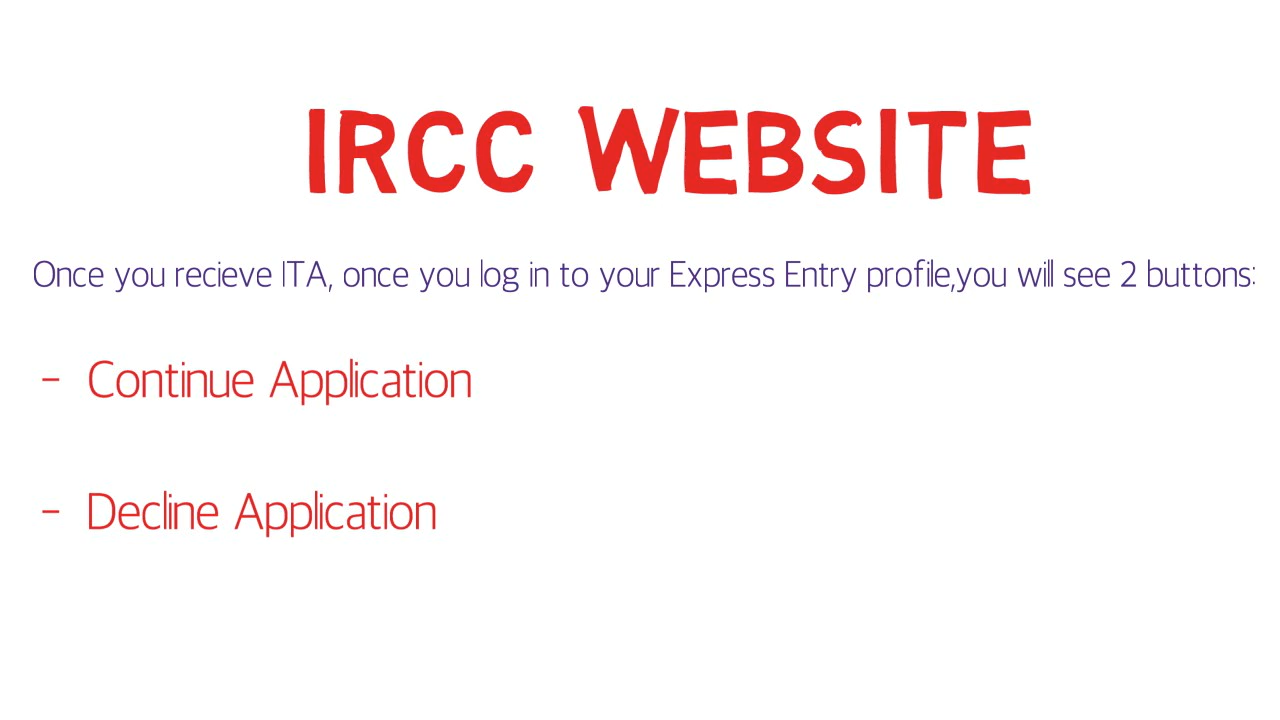 IRCC WEBSITE
Once you recieve ITA, once you log in to your Express Entry profile,you will see 2 buttons:
- Continue Application
- Decline Application